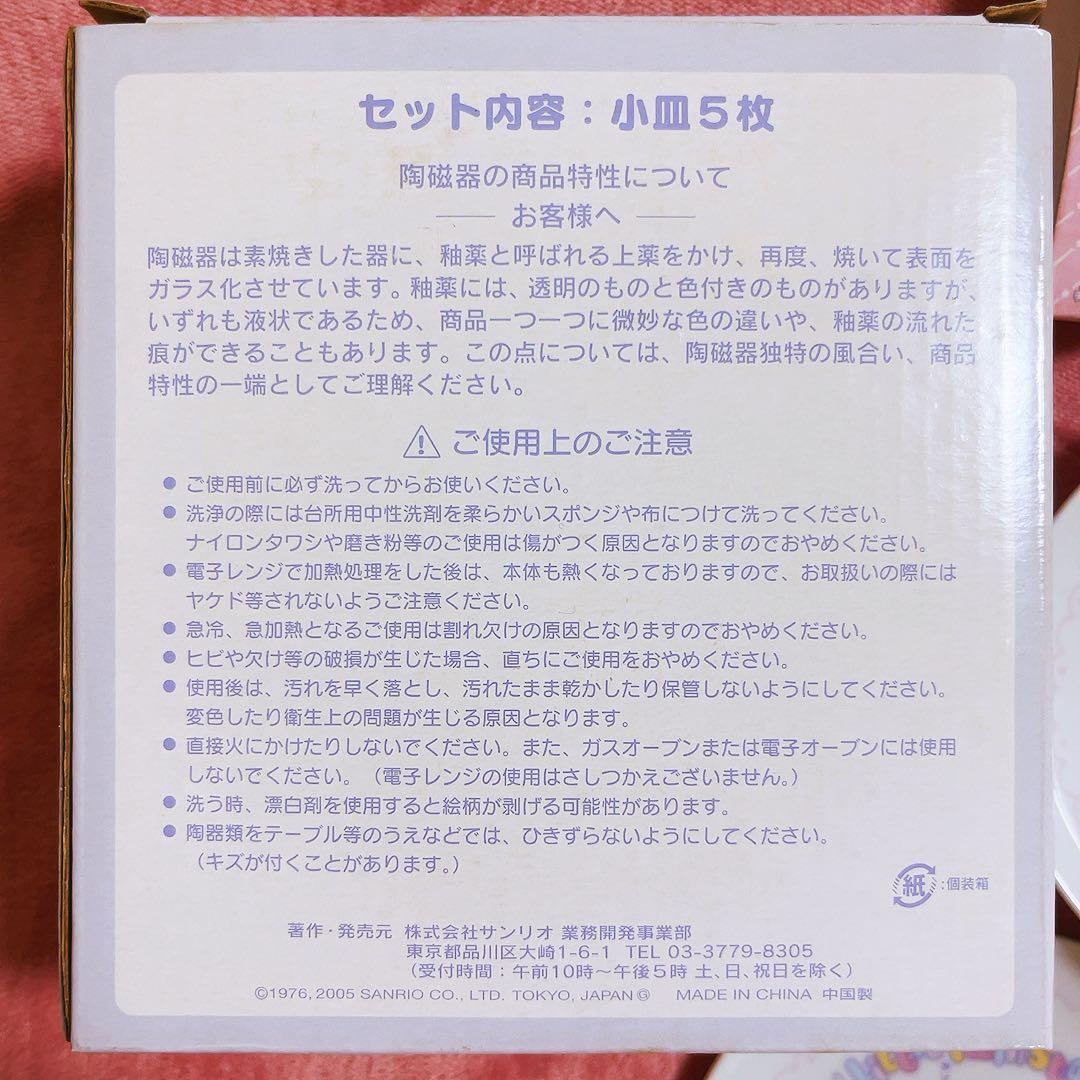 セット内容：小皿5枚
陶磁器の商品特性について
お客様へ
陶磁器は素焼きした器に、釉薬と呼ばれる上薬をかけ、再度、焼いて表面を
ガラス化させています。釉薬には、透明のものと色付きのものがありますが、
いずれも液状であるため、商品一つ一つに微妙な色の違いや、釉薬の流れた
痕ができることもあります。この点については、陶磁器独特の風合い、商品
特性の一端としてご理解ください。
ご使用上のご注意
●ご使用前に必ず洗ってからお使いください。
●洗浄の際には台所用中性洗剤を柔らかいスポンジや布につけて洗ってください。
ナイロンタワシや磨き粉等のご使用は傷がつく原因となりますのでおやめください。
●電子レンジで加熱処理をした後は、本体も熱くなっておりますので、お取扱いの際には
ヤケド等されないようご注意ください。
●急冷、急加熱となるご使用は割れ欠けの原因となりますのでおやめください。
●ヒビや欠け等の破損が生じた場合、直ちにご使用をおやめください。
●使用後は、汚れを早く落とし、汚れたまま乾かしたり保管しないようにしてください。
変色したり衛生上の問題が生じる原因となります。
●直接火にかけたりしないでください。また、ガスオーブンまたは電子オーブンには使用
しないでください。（電子レンジの使用はさしつかえございません。）
●洗う時、漂白剤を使用すると絵柄が剥げる可能性があります。
●陶器類をテーブル等のうえなどでは、ひきずらないようにしてください。
（キズが付くことがあります。）
紙：個装箱
著作・発売元 株式会社サンリオ 業務開発事業部
東京都品川区大崎1-6-1 TEL 03-3779-8305
（受付時間：午前10時〜午後5時 土、日、祝日を除く）
©1976, 2005 SANRIO CO., LTD. TOKYO, JAPAN Ⓖ MADE IN CHINA 中国製